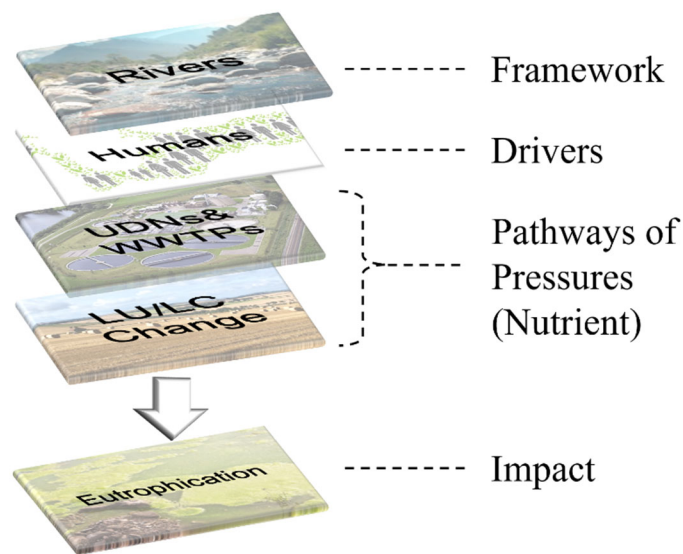 Rivers
Framework
Humans
Drivers
UDNs&
WWTPs
LU/LC
Change
Pathways of
Pressures
(Nutrient)
Eutrophication
Impact